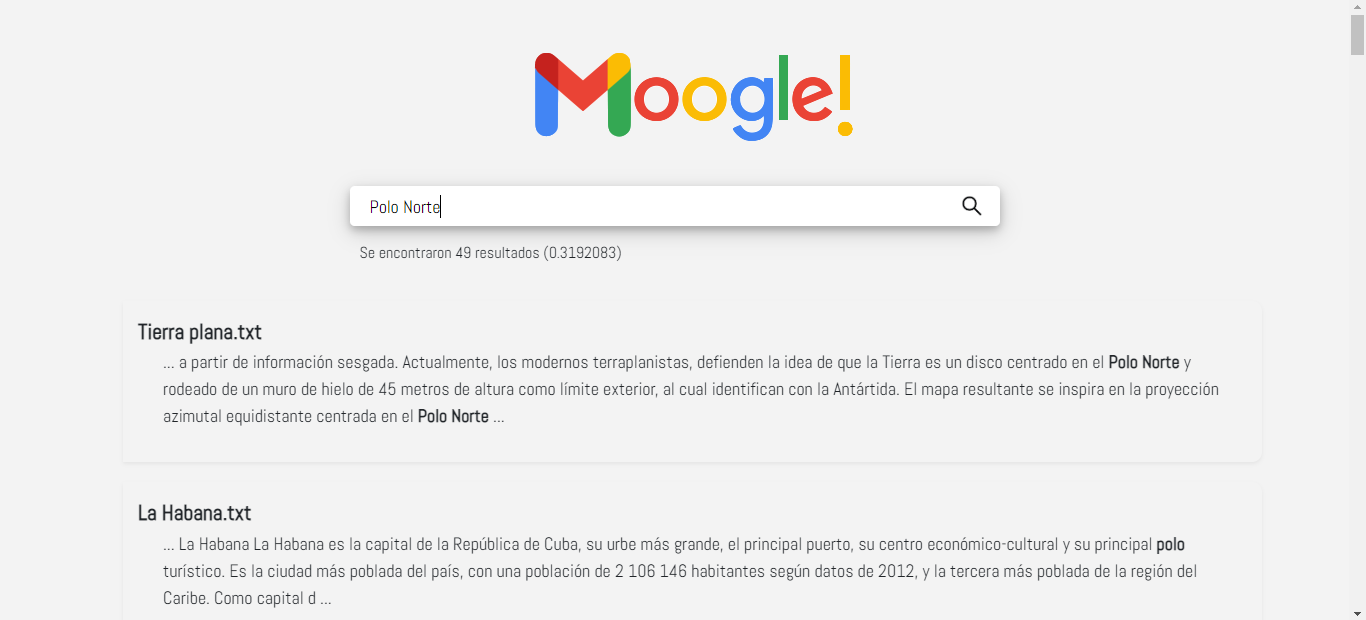 Moogle!
Polo Norte
Se encontraron 49 resultados (0.3192083)
Tierra plana.txt
... a partir de información sesgada. Actualmente, los modernos terraplanistas, defienden la idea de que la Tierra es un disco centrado en el Polo Norte y
rodeado de un muro de hielo de 45 metros de altura como límite exterior, al cual identifican con la Antártida. El mapa resultante se inspira en la proyección
azimutal equidistante centrada en el Polo Norte ...
La Habana.txt
... La Habana La Habana es la capital de la República de Cuba, su urbe más grande, el principal puerto, su centro económico-cultural y su principal polo
turístico. Es la ciudad más poblada del país, con una población de 2 106 146 habitantes según datos de 2012, y la tercera más poblada de la región del
Caribe. Como capital d ...